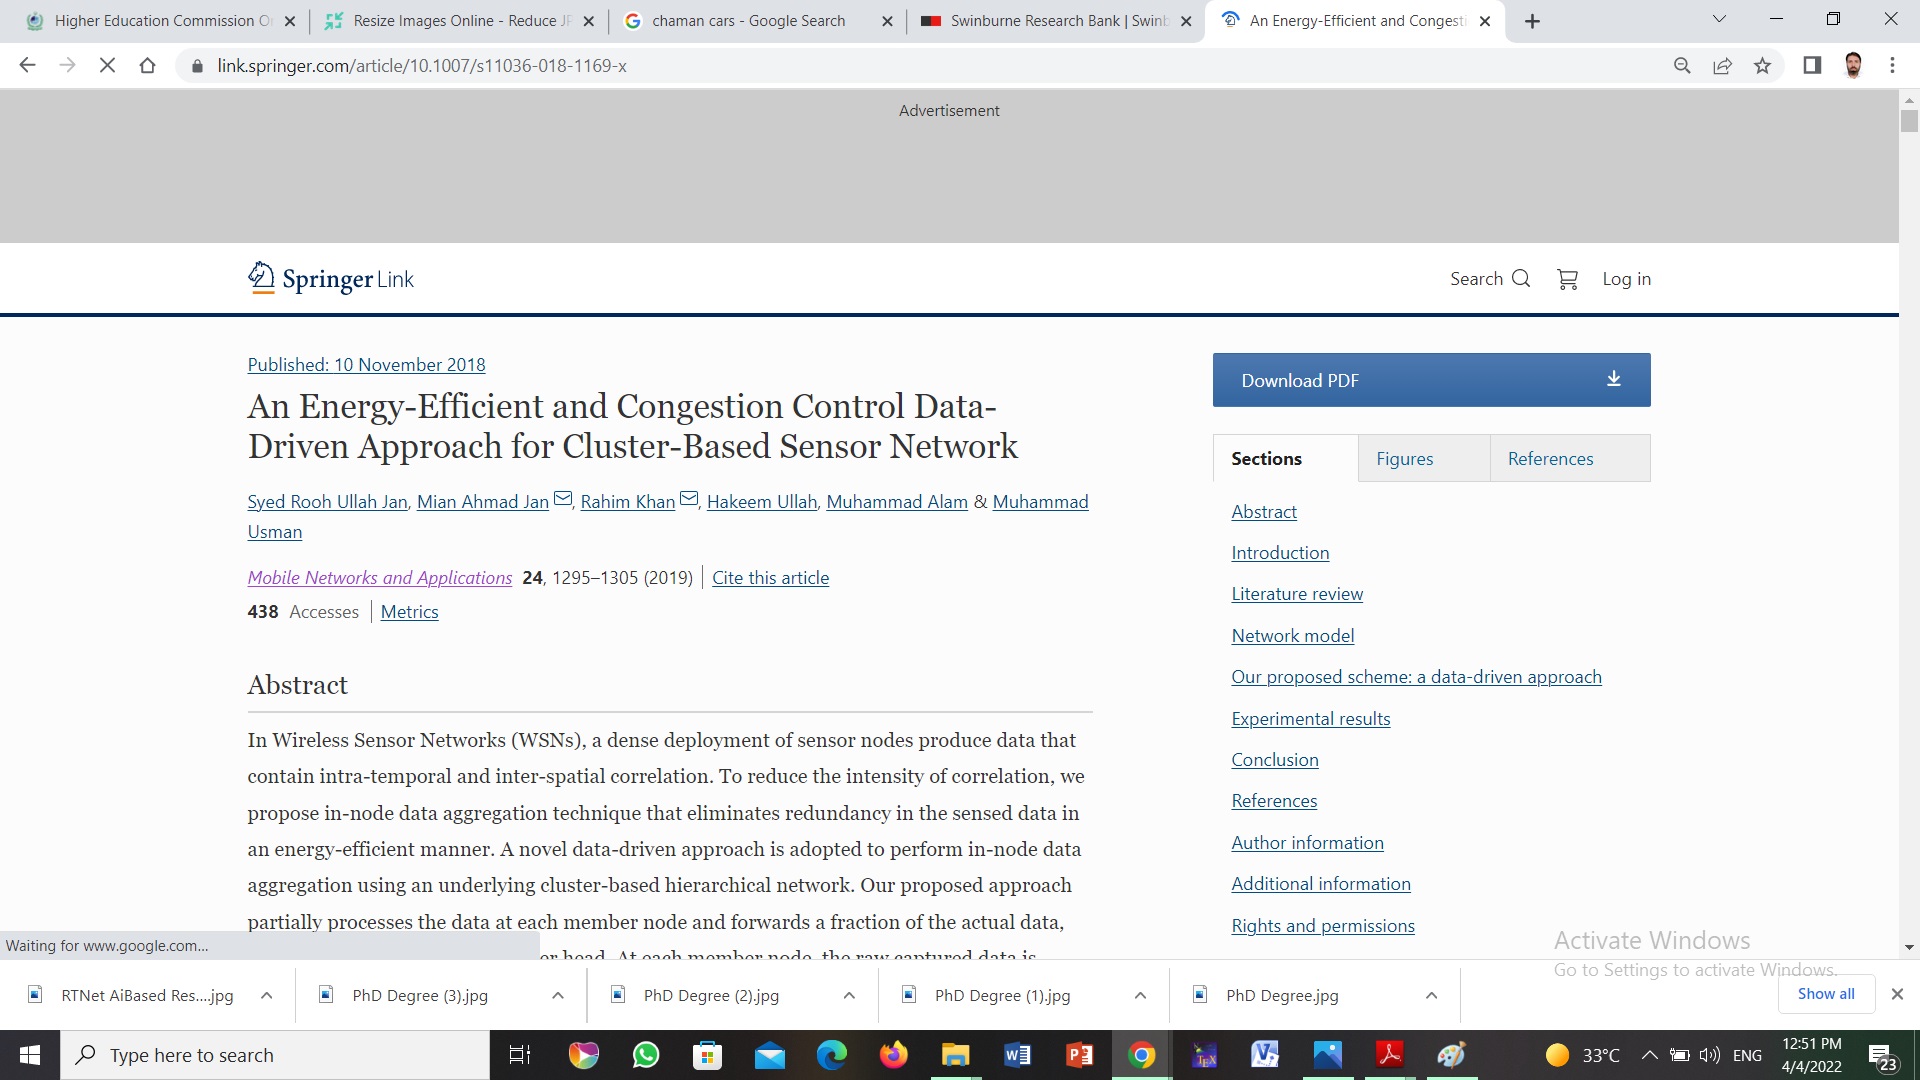 Higher Education Commission O
Resize Images Online - Reduce JP
chaman cars - Google Search
Swinburne Research Bank | Swinb
An Energy-Efficient and Congesti
link.springer.com/article/10.1007/s11036-018-1169-x
Advertisement
Springer Link
Search
Log in
Published: 10 November 2018
An Energy-Efficient and Congestion Control Data-
Driven Approach for Cluster-Based Sensor Network
Syed Rooh Ullah Jan, Mian Ahmad Jan, Rahim Khan, Hakeem Ullah, Muhammad Alam & Muhammad
Usman
Mobile Networks and Applications 24, 1295–1305 (2019) | Cite this article
438 Accesses | Metrics
Abstract
In Wireless Sensor Networks (WSNs), a dense deployment of sensor nodes produce data that
contain intra-temporal and inter-spatial correlation. To reduce the intensity of correlation, we
propose in-node data aggregation technique that eliminates redundancy in the sensed data in
an energy-efficient manner. A novel data-driven approach is adopted to perform in-node data
aggregation using an underlying cluster-based hierarchical network. Our proposed approach
partially processes the data at each member node and forwards a fraction of the actual data,
er head. At each member node, the raw captured data is
Download PDF
Sections
Figures
References
Abstract
Introduction
Literature review
Network model
Our proposed scheme: a data-driven approach
Experimental results
Conclusion
References
Author information
Additional information
Rights and permissions
Activate Windows
Go to Settings to activate Windows.
Waiting for www.google.com...
RTNet AiBased Res....jpg
PhD Degree (3).jpg
PhD Degree (2).jpg
PhD Degree (1).jpg
PhD Degree.jpg
Show all
Type here to search
33°C
ENG
12:51 PM
4/4/2022
23